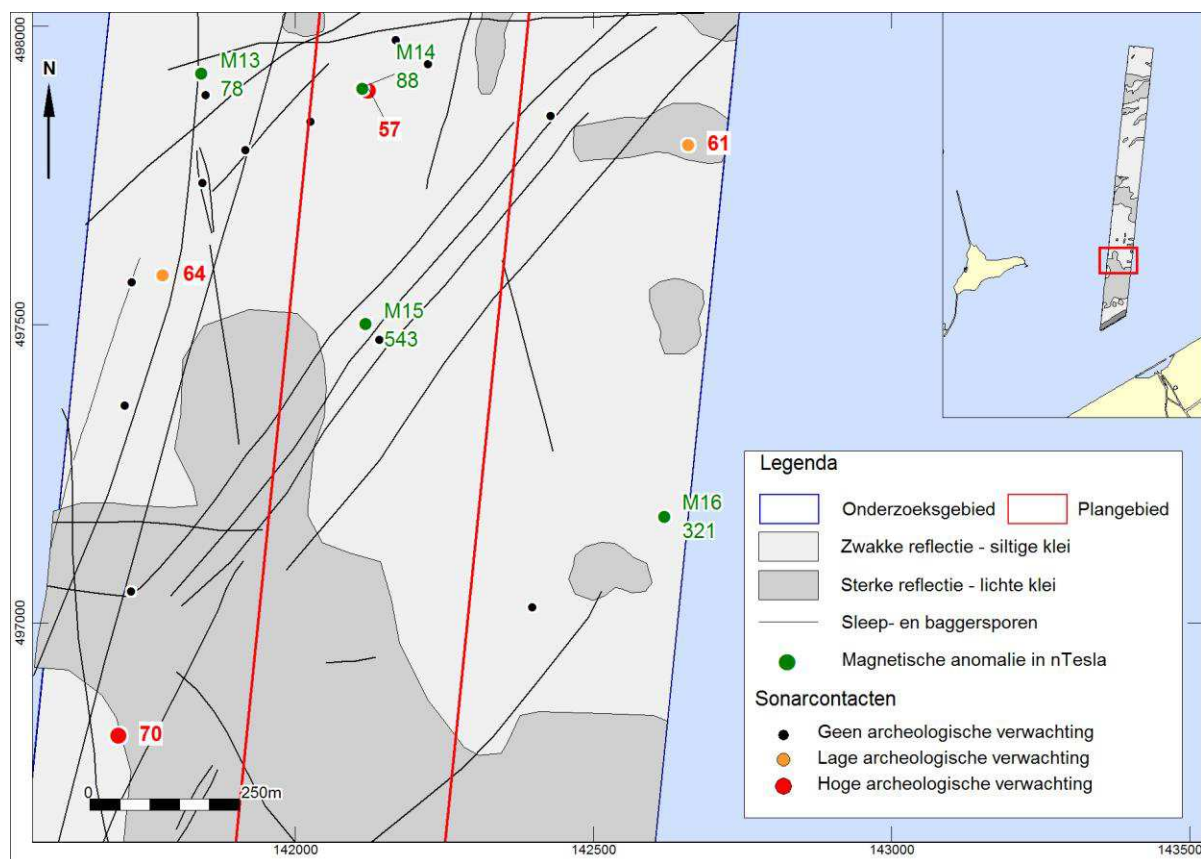 498000
N
M13
78
M14
88
57
61
64
497500
M15
543
M16
321
497000
70
0
250m
142000
142500
143000
143500
Legenda
Onderzoeksgebied
Plangebied
Zwakke reflectie - siltige klei
Sterke reflectie - lichte klei
Sleep- en baggersporen
Magnetische anomalie in nTesla
Sonarcontacten
Geen archeologische verwachting
Lage archeologische verwachting
Hoge archeologische verwachting